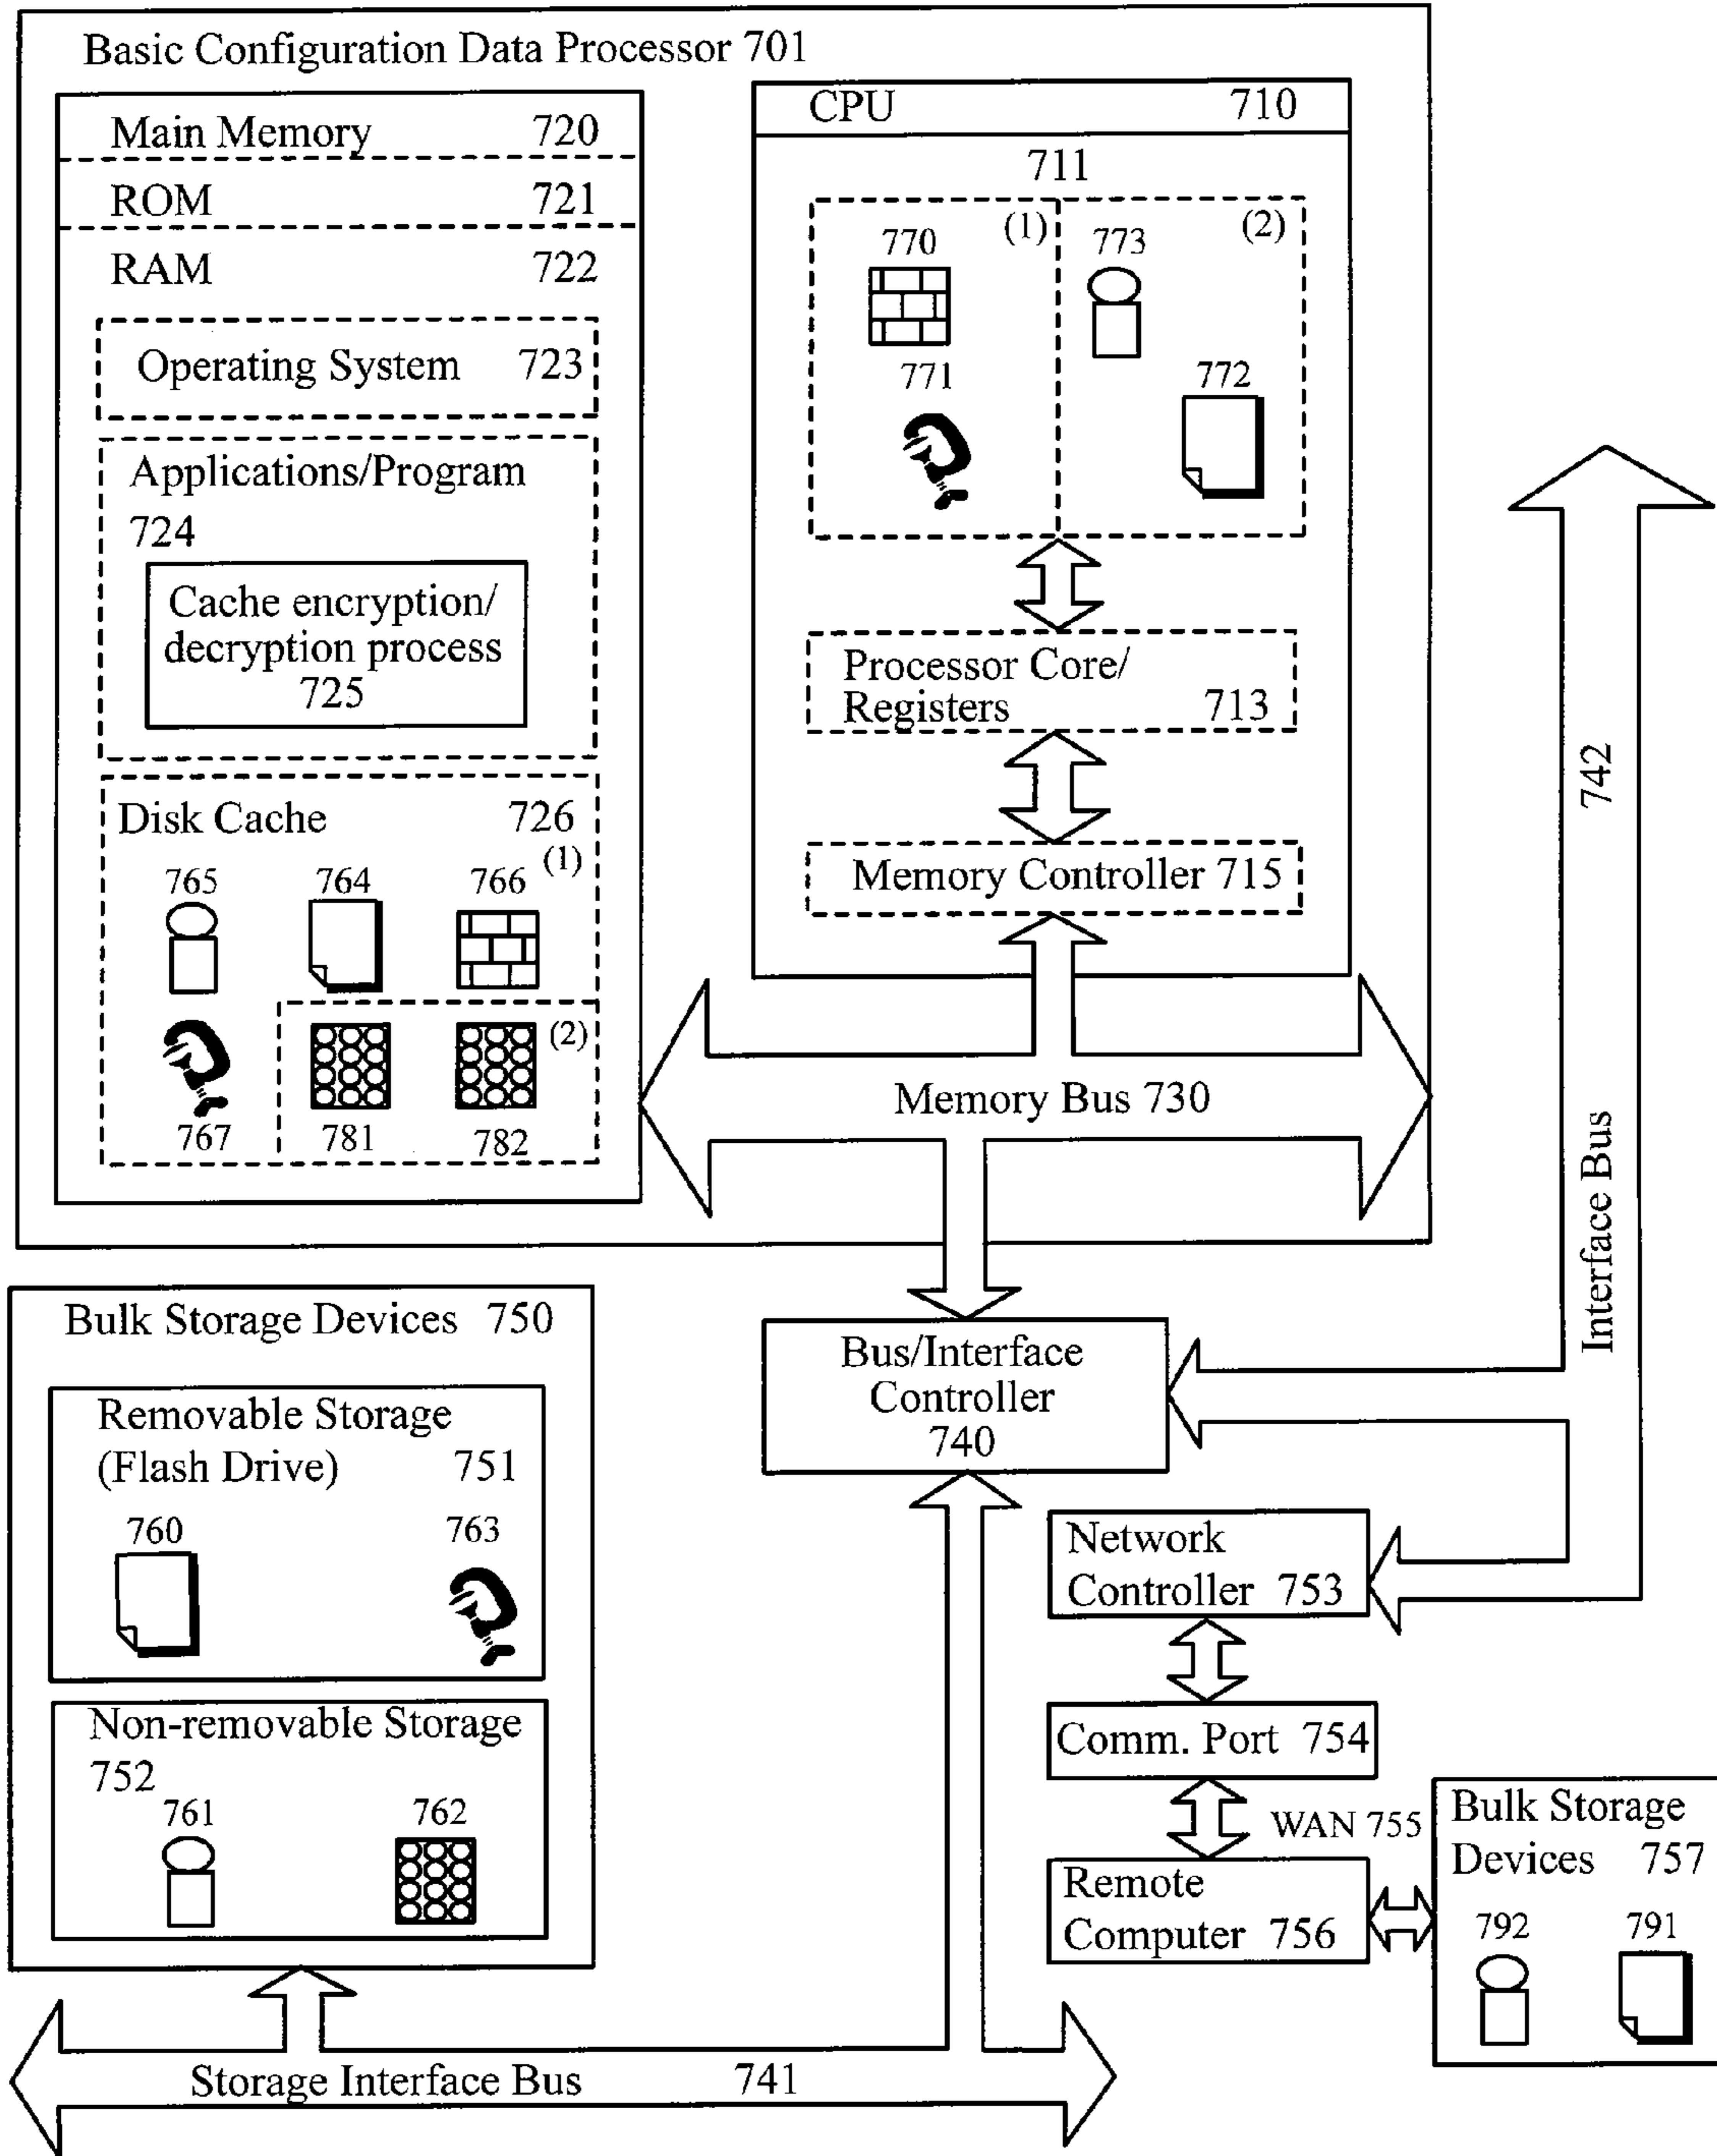 Basic Configuration Data Processor 701
Main Memory 720
ROM 721
RAM 722
Operating System 723
Applications/Program
724
Cache encryption/
decryption process
725
Disk Cache 726
(1)
765 764 766
(2)
767 781 782
CPU 710
711
(1) (2)
770 773
771 772
Processor Core/
Registers 713
Memory Controller 715
Memory Bus 730
742
Interface Bus
Bulk Storage Devices 750
Removable Storage
(Flash Drive) 751
760 763
Non-removable Storage
752
761 762
Bus/Interface
Controller
740
Network
Controller 753
Comm. Port 754
WAN 755
Remote
Computer 756
Bulk Storage
Devices 757
792 791
Storage Interface Bus 741